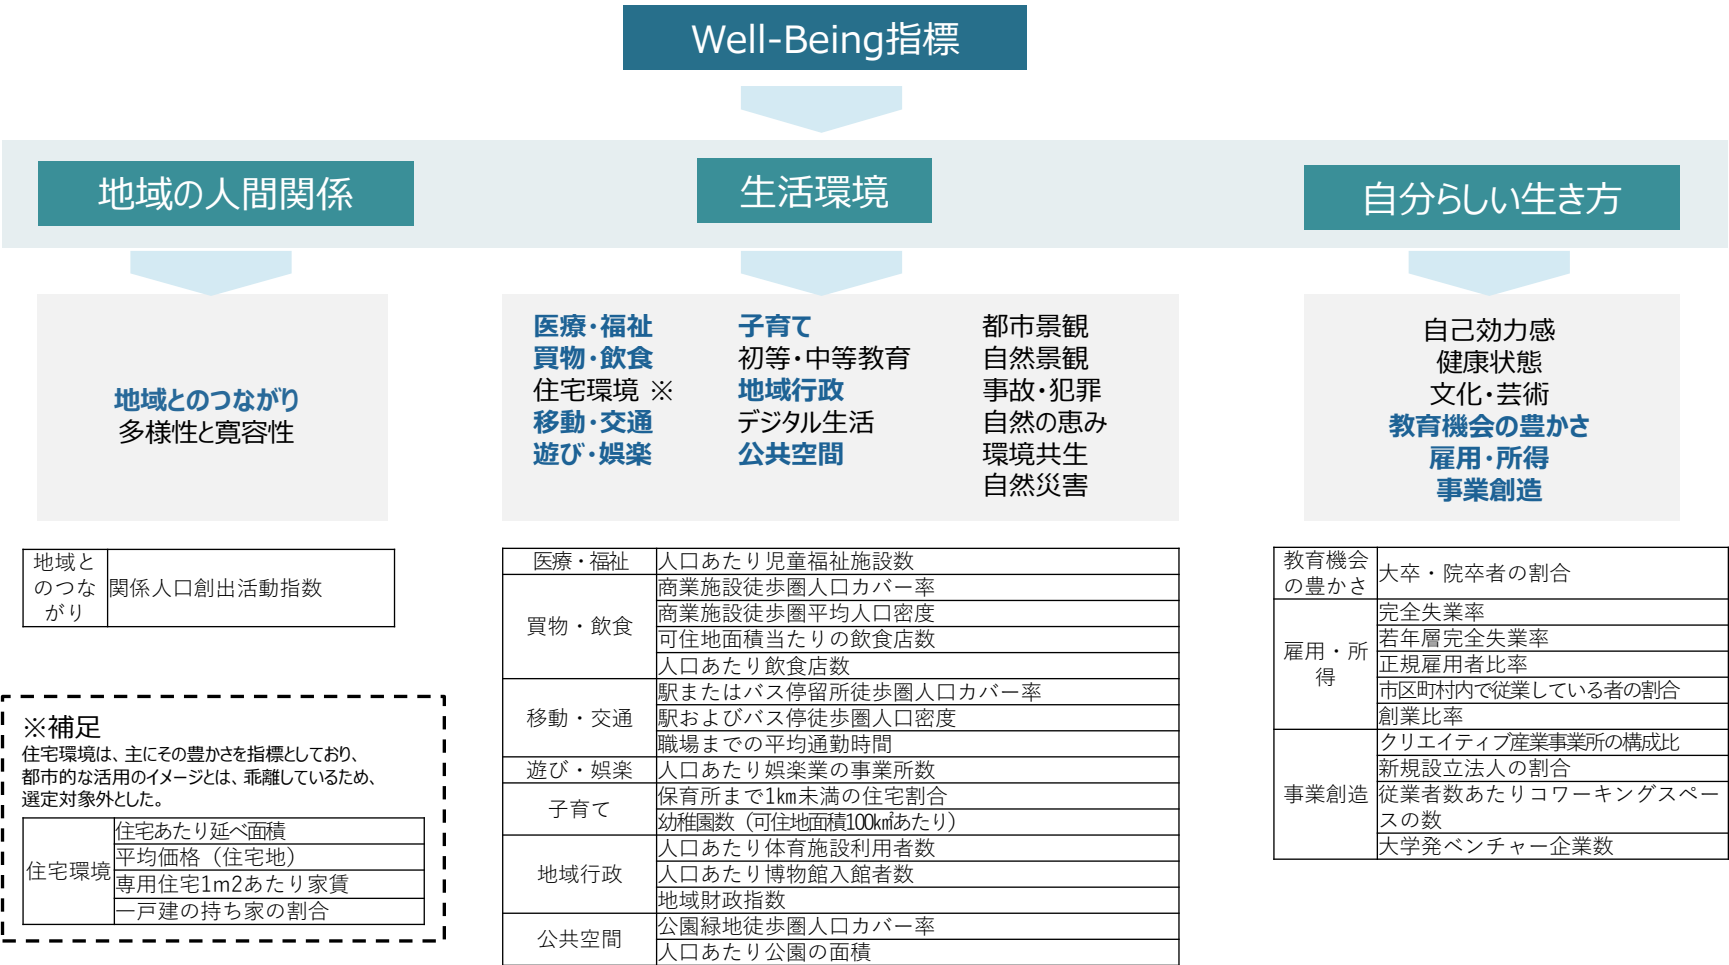 Well-Being指標
地域の人間関係
生活環境
自分らしい生き方
地域とのつながり
多様性と寛容性
医療・福祉
買物・飲食
住宅環境 ※
移動・交通
遊び・娯楽
子育て
初等・中等教育
地域行政
デジタル生活
公共空間
都市景観
自然景観
事故・犯罪
自然の恵み
環境共生
自然災害
自己効力感
健康状態
文化・芸術
教育機会の豊かさ
雇用・所得
事業創造
地域と
のつな
がり
関係人口創出活動指数
※補足
住宅環境は、主にその豊かさを指標としており、
都市的な活用のイメージとは、乖離しているため、
選定対象外とした。
住宅環境
住宅あたり延べ面積
平均価格（住宅地）
専用住宅1m2あたり家賃
一戸建の持ち家の割合
医療・福祉
人口あたり児童福祉施設数
買物・飲食
商業施設徒歩圏人口カバー率
商業施設徒歩圏平均人口密度
可住地面積当たりの飲食店数
人口あたり飲食店数
移動・交通
駅またはバス停留所徒歩圏人口カバー率
駅およびバス停徒歩圏人口密度
職場までの平均通勤時間
遊び・娯楽
人口あたり娯楽業の事業所数
子育て
保育所まで1km未満の住宅割合
幼稚園数（可住地面積100k㎡あたり）
地域行政
人口あたり体育施設利用者数
人口あたり博物館入館者数
地域財政指数
公共空間
公園緑地徒歩圏人口カバー率
人口あたり公園の面積
教育機会
の豊かさ
大卒・院卒者の割合
雇用・所
得
完全失業率
若年層完全失業率
正規雇用者比率
市区町村内で従業している者の割合
創業比率
事業創造
クリエイティブ産業事業所の構成比
新規設立法人の割合
従業者数あたりコワーキングスペー
スの数
大学発ベンチャー企業数